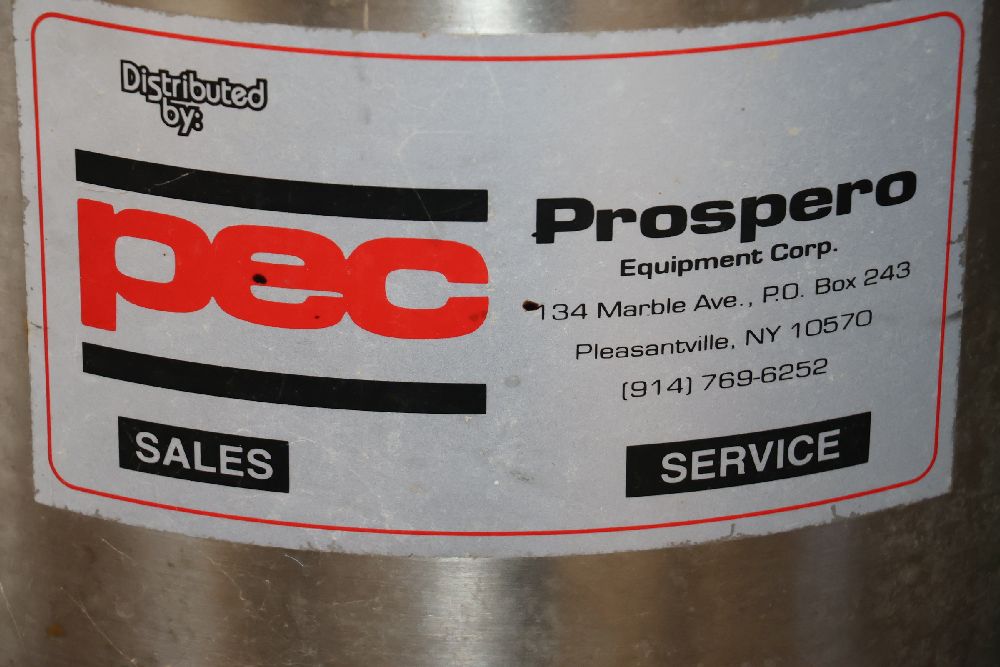 Distributed
by:
pec
Prospero
Equipment Corp.
134 Marble Ave., P.O. Box 243
Pleasantville, NY 10570
(914) 769-6252
SALES
SERVICE